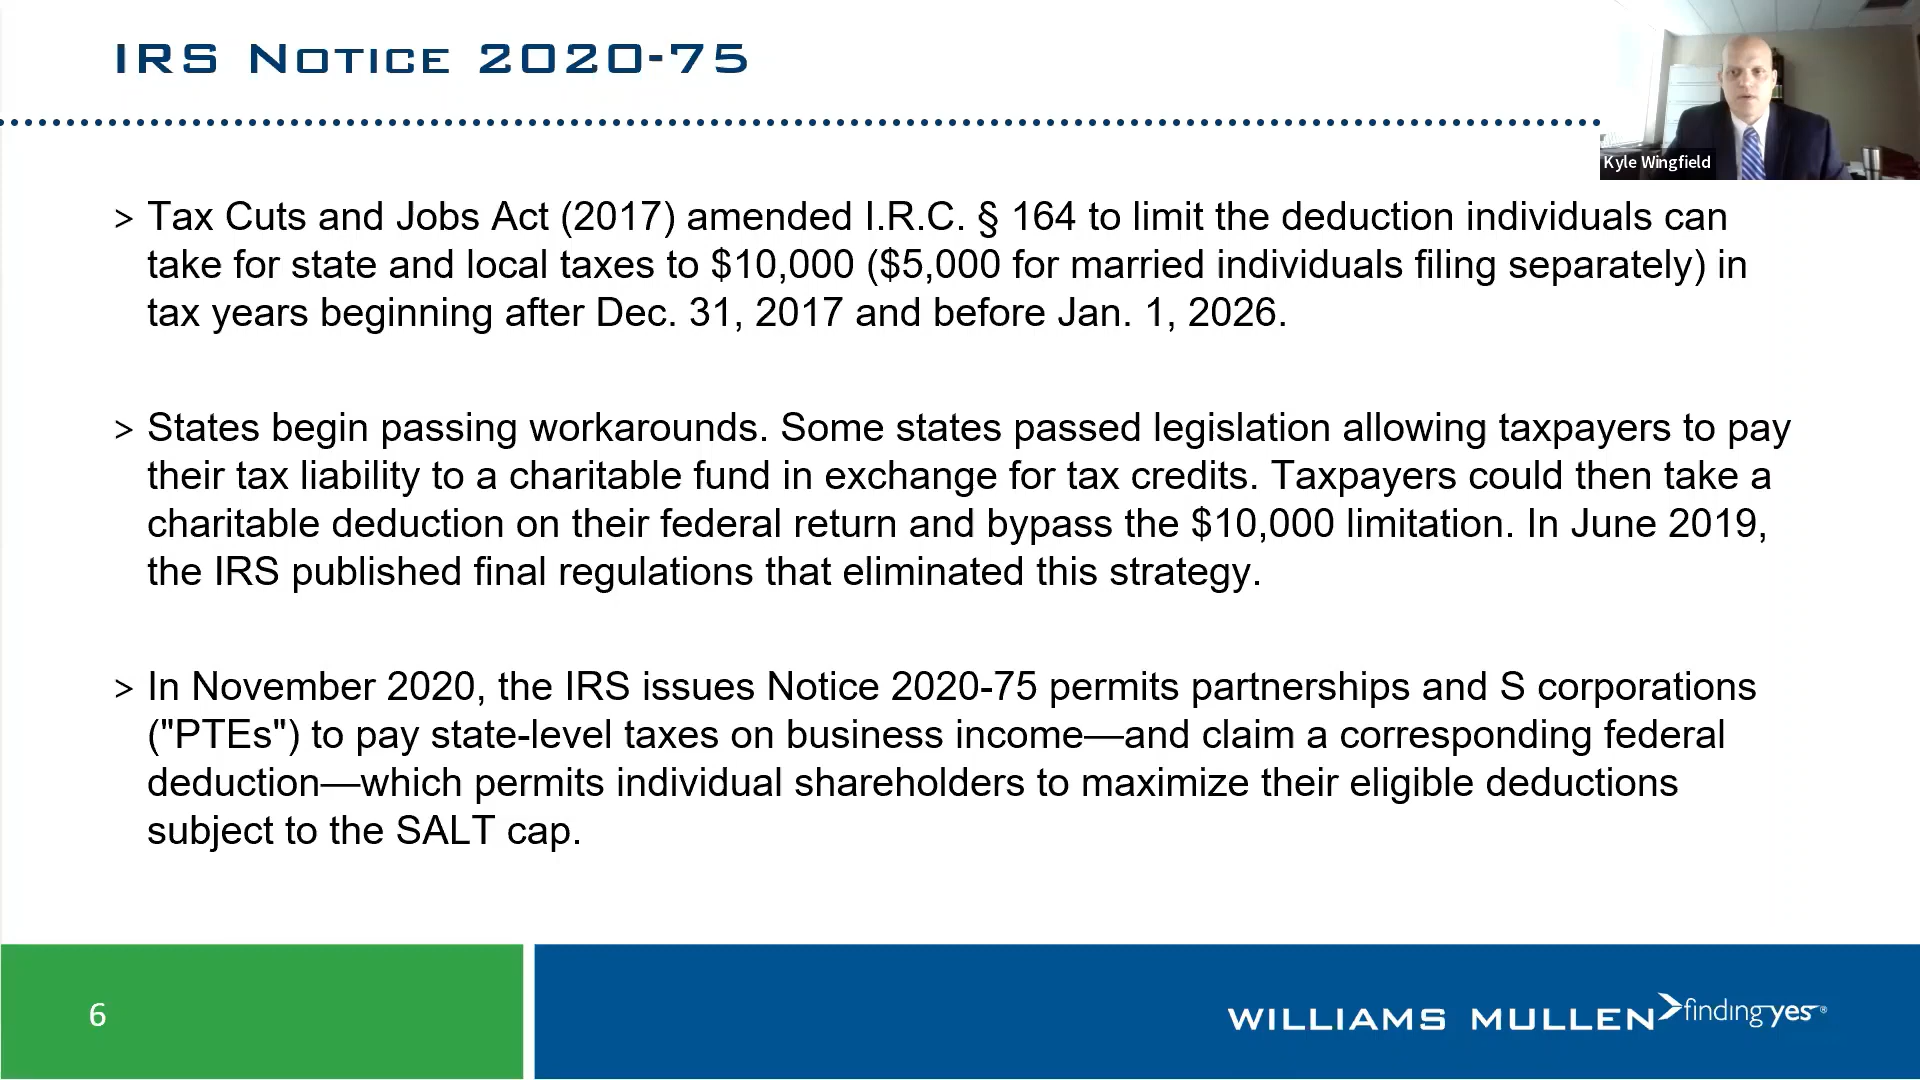 IRS NOTICE 2020-75
Kyle Wingfield
> Tax Cuts and Jobs Act (2017) amended I.R.C. § 164 to limit the deduction individuals can
take for state and local taxes to $10,000 ($5,000 for married individuals filing separately) in
tax years beginning after Dec. 31, 2017 and before Jan. 1, 2026.
> States begin passing workarounds. Some states passed legislation allowing taxpayers to pay
their tax liability to a charitable fund in exchange for tax credits. Taxpayers could then take a
charitable deduction on their federal return and bypass the $10,000 limitation. In June 2019,
the IRS published final regulations that eliminated this strategy.
> In November 2020, the IRS issues Notice 2020-75 permits partnerships and S corporations
("PTEs") to pay state-level taxes on business income—and claim a corresponding federal
deduction—which permits individual shareholders to maximize their eligible deductions
subject to the SALT cap.
6
WILLIAMS MULLEN findingyes®